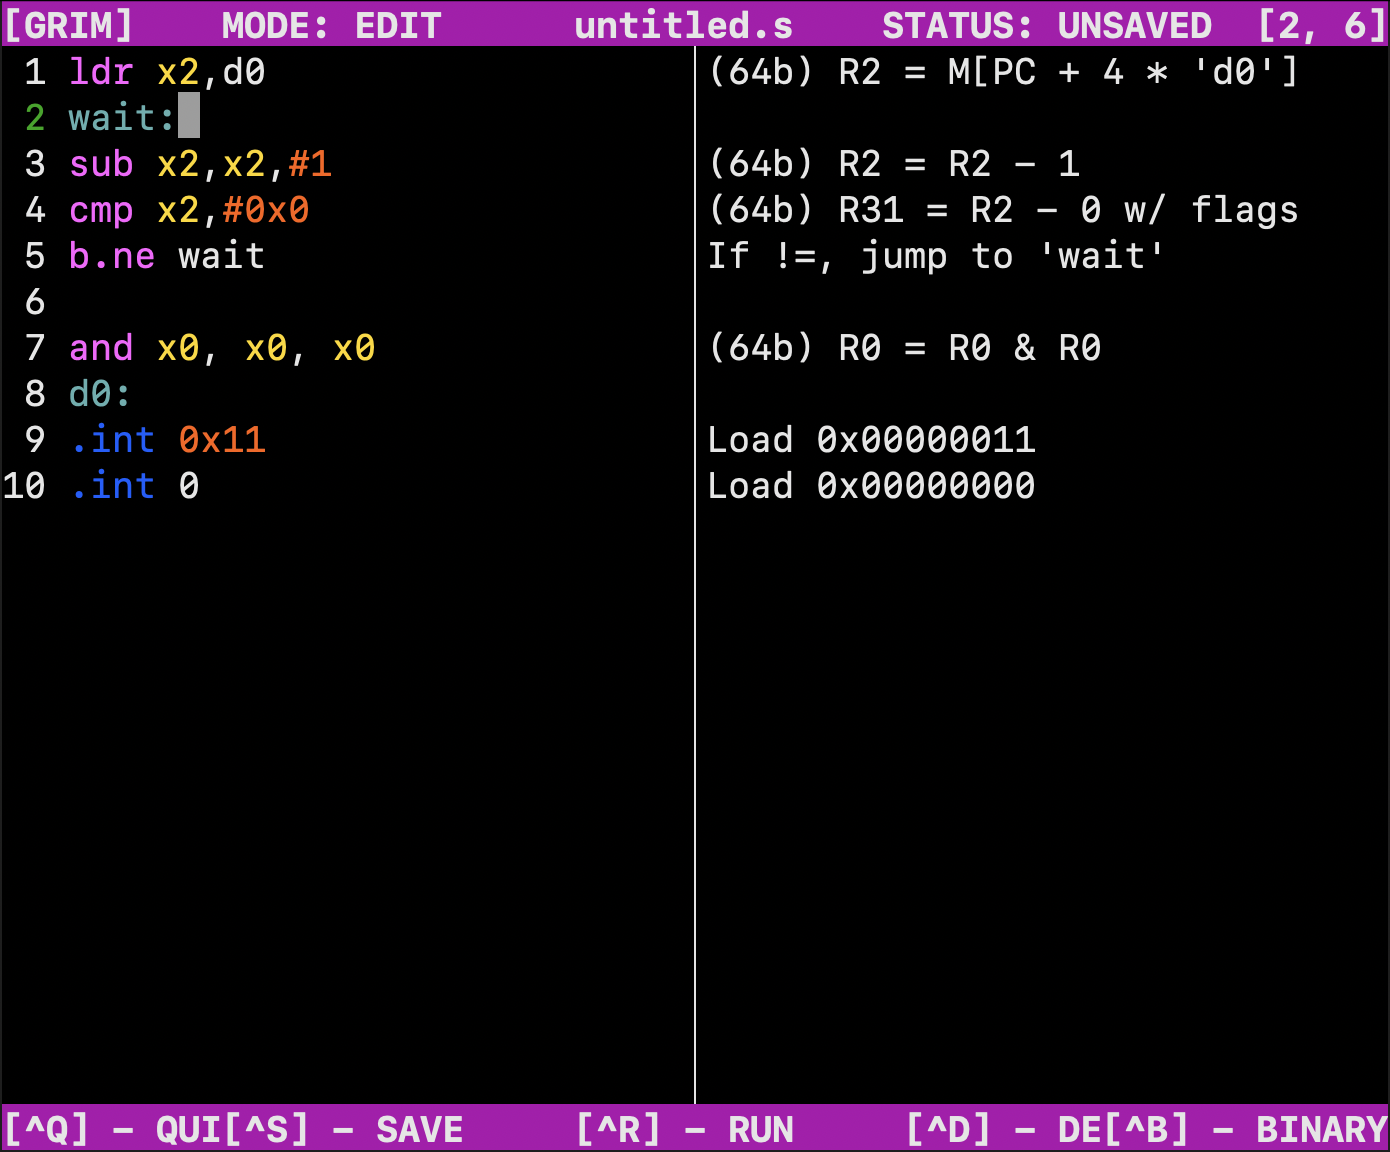 [GRIM] MODE: EDIT untitled.s STATUS: UNSAVED [2, 6]
1 ldr x2,d0 (64b) R2 = M[PC + 4 * 'd0']
2 wait:
3 sub x2,x2,#1 (64b) R2 = R2 - 1
4 cmp x2,#0x0 (64b) R31 = R2 - 0 w/ flags
5 b.ne wait If !=, jump to 'wait'
6
7 and x0, x0, x0 (64b) R0 = R0 & R0
8 d0:
9 .int 0x11 Load 0x00000011
10 .int 0 Load 0x00000000
[^Q] - QUI[^S] - SAVE [^R] - RUN [^D] - DE[^B] - BINARY